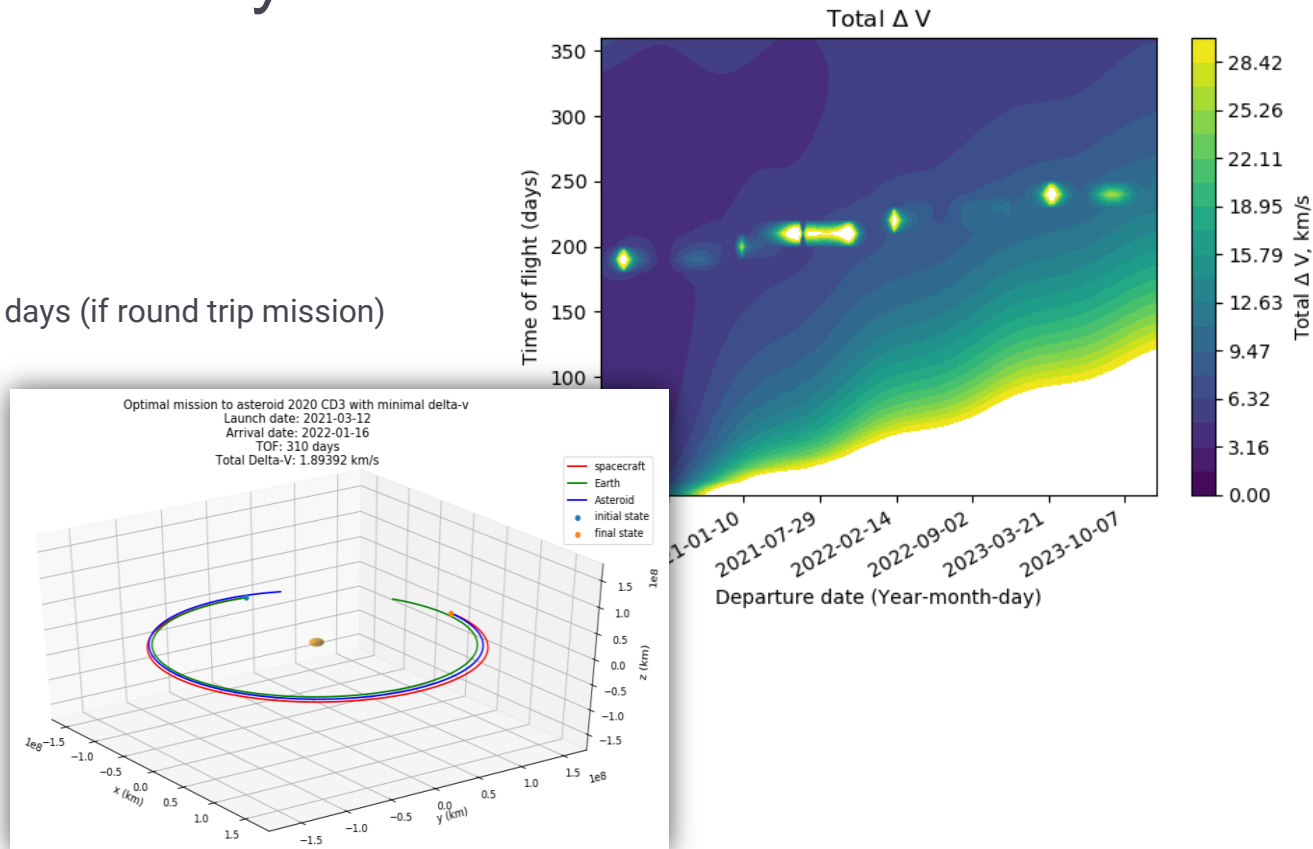 y
Total Δ V
350
300
250
200
150
100
Time of flight (days)
28.42
25.26
22.11
18.95
15.79
12.63
9.47
6.32
3.16
0.00
Total Δ V, km/s
1-01-10
2021-07-29
2022-02-14
2022-09-02
2023-03-21
2023-10-07
Departure date (Year-month-day)
days (if round trip mission)
Optimal mission to asteroid 2020 CD3 with minimal delta-v
Launch date: 2021-03-12
Arrival date: 2022-01-16
TOF: 310 days
Total Delta-V: 1.89392 km/s
spacecraft
Earth
Asteroid
initial state
final state
1e8
1.5
1.0
0.5
0.0
−0.5
−1.0
−1.5
z (km)
1e8
−1.5
−1.0
−0.5
0.0
0.5
1.0
1.5
x (km)
−1.5
−1.0
−0.5
0.0
0.5
1.0
1.5
1e8
y (km)